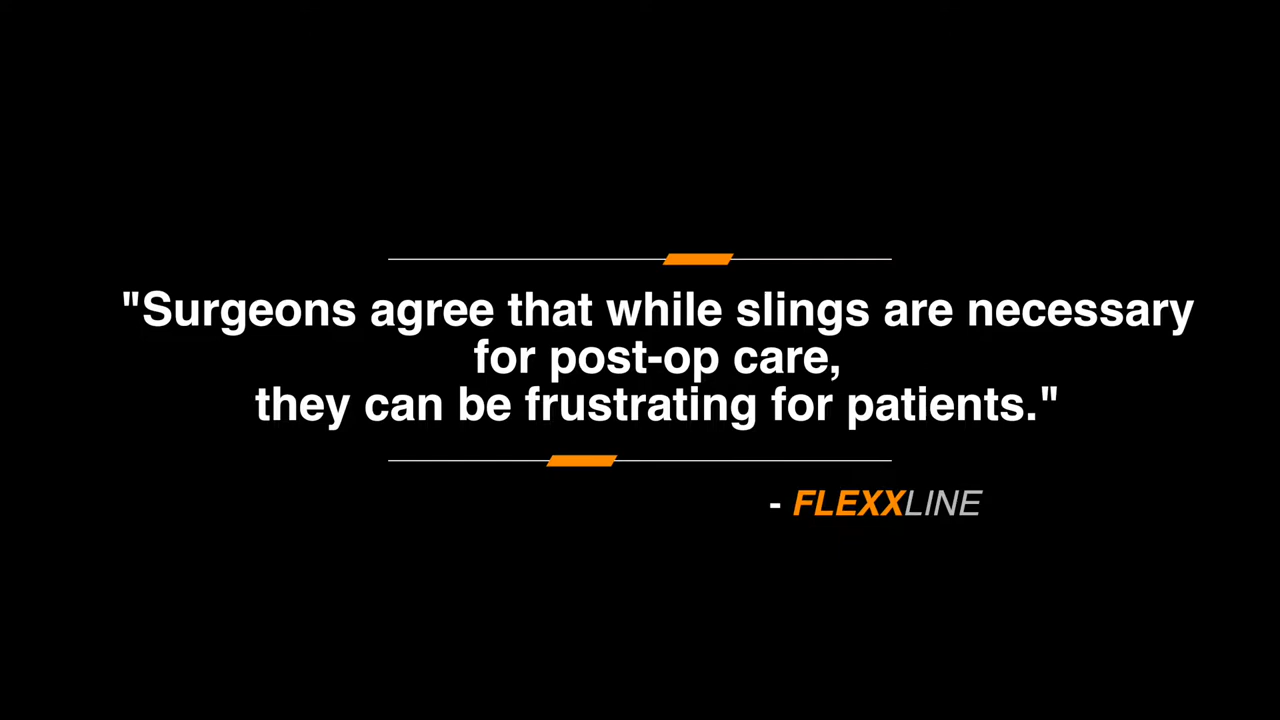 "Surgeons agree that while slings are necessary
for post-op care,
they can be frustrating for patients."
- FLEXXLINE